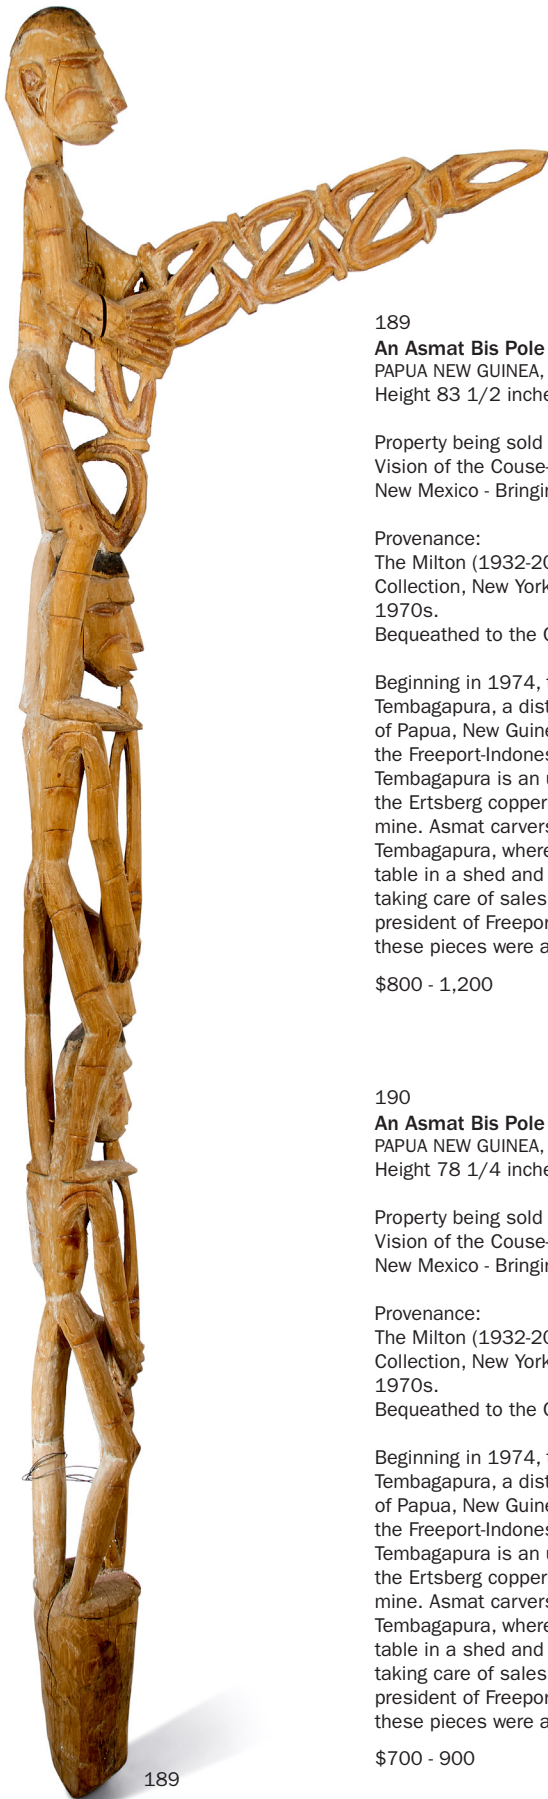 189
An Asmat Bis Pole
PAPUA NEW GUINEA,
Height 83 1/2 inche
Property being sold
Vision of the Couse-
New Mexico - Bringi
Provenance:
The Milton (1932-20
Collection, New York
1970s.
Bequeathed to the C
Beginning in 1974, t
Tembagapura, a dist
of Papua, New Guine
the Freeport-Indones
Tembagapura is an u
the Ertsberg copper
mine. Asmat carvers
Tembagapura, where
table in a shed and
taking care of sales
president of Freepor
these pieces were a
$800 - 1,200
190
An Asmat Bis Pole
PAPUA NEW GUINEA,
Height 78 1/4 inche
Property being sold
Vision of the Couse-
New Mexico - Bringi
Provenance:
The Milton (1932-20
Collection, New York
1970s.
Bequeathed to the C
Beginning in 1974, t
Tembagapura, a dist
of Papua, New Guine
the Freeport-Indones
Tembagapura is an u
the Ertsberg copper
mine. Asmat carvers
Tembagapura, where
table in a shed and
taking care of sales
president of Freepor
these pieces were a
$700 - 900
189